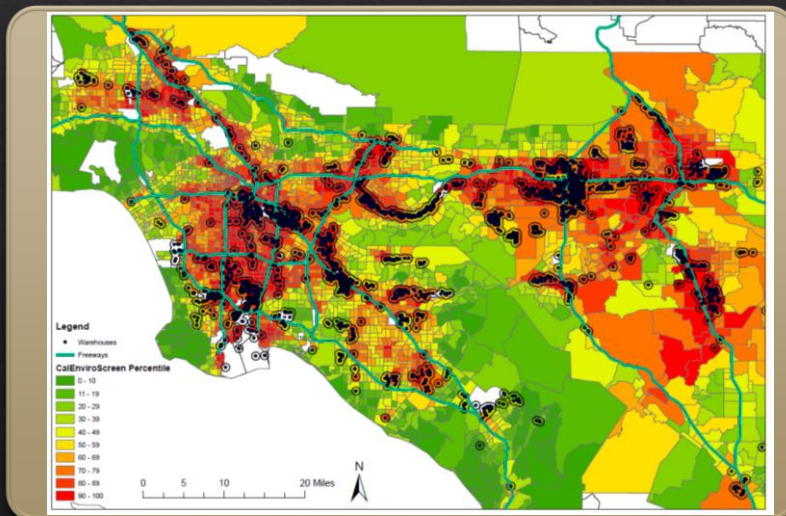 Legend
Warehouses
Freeways
CalEnviroScreen Percentile
0 - 10
11 - 19
20 - 29
30 - 39
40 - 49
50 - 59
60 - 69
70 - 79
80 - 89
90 - 100
0 5 10 20 Miles
N